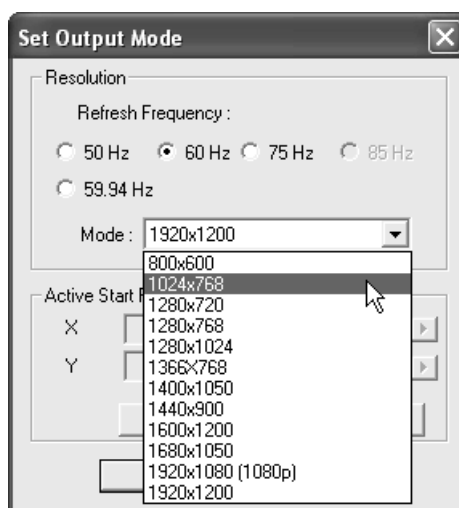 Set Output Mode
Resolution
Refresh Frequency :
50 Hz 60 Hz 75 Hz 85 Hz
59.94 Hz
Mode : 1920x1200
800x600
1024x768
Active Start
1280x720
X 1280x768
1280x1024
Y 1366X768
1400x1050
1440x900
1600x1200
1680x1050
1920x1080 (1080p)
1920x1200